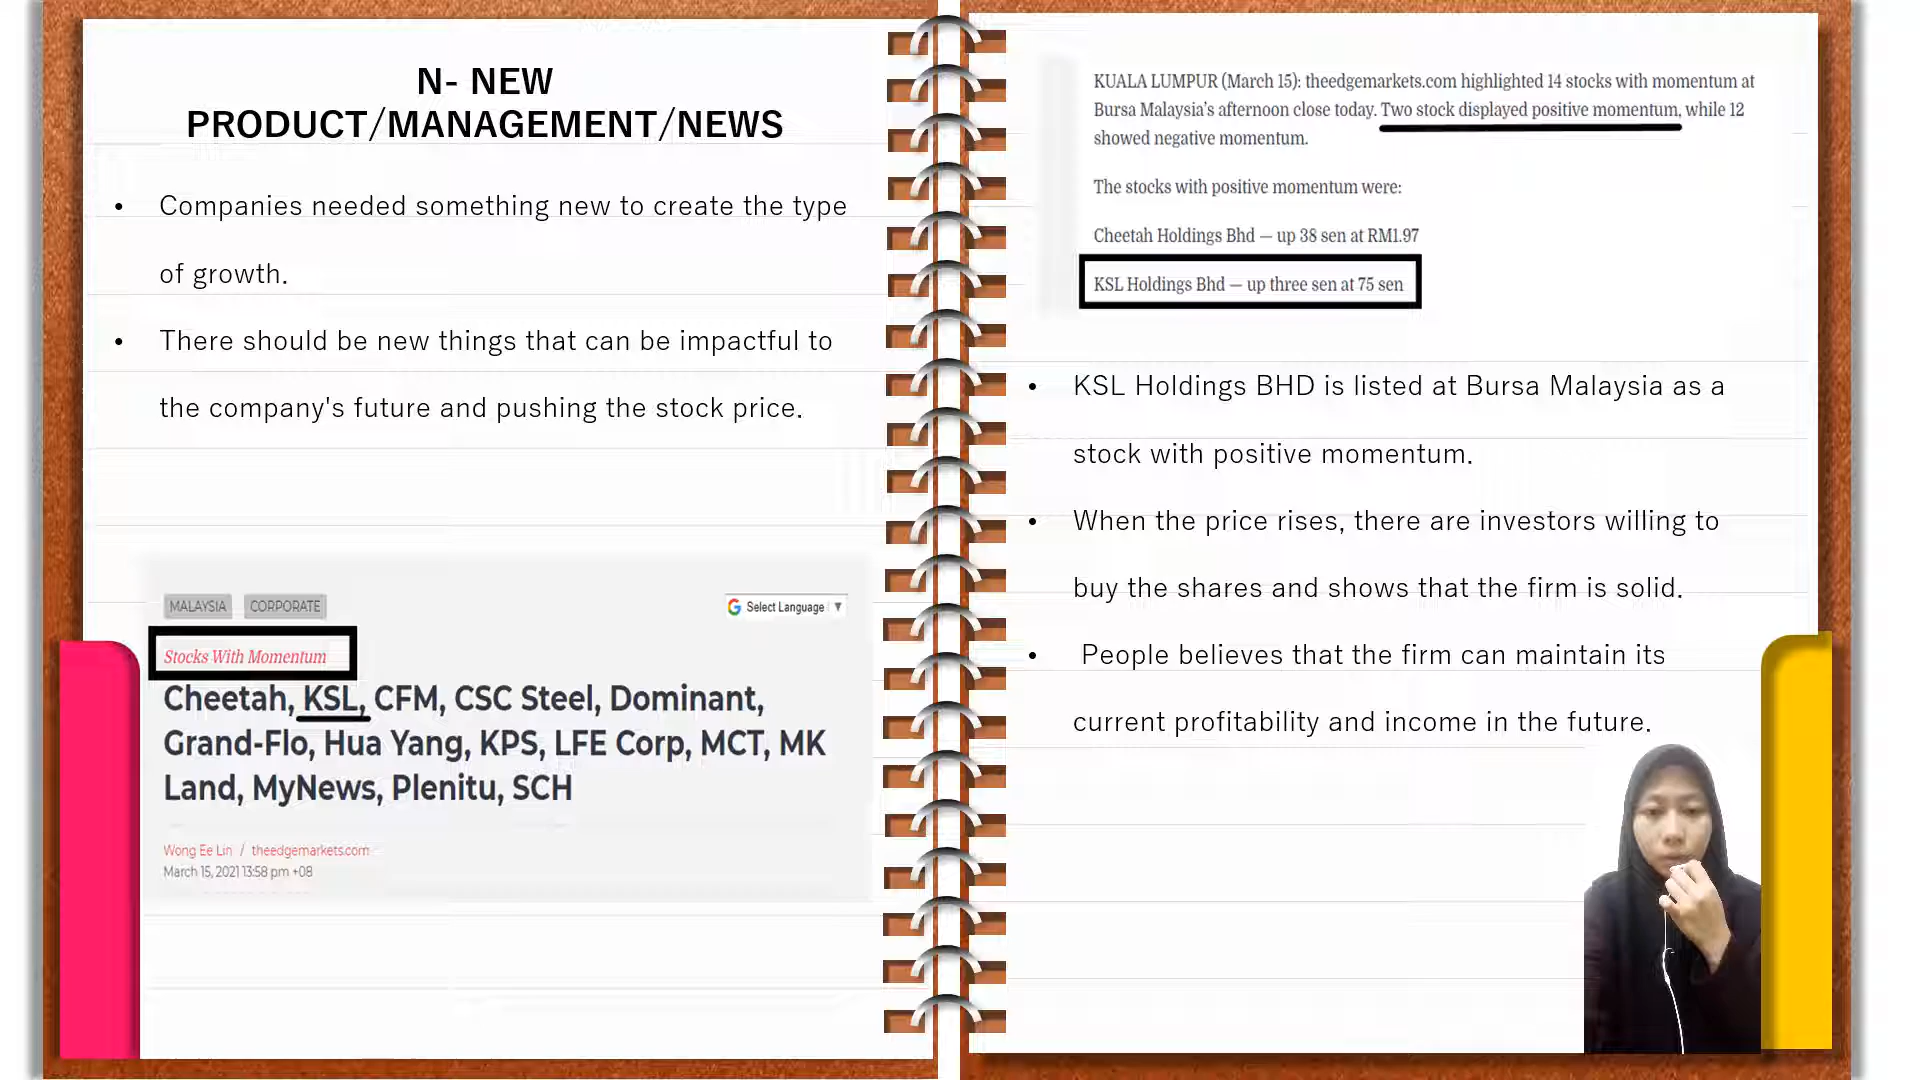 N- NEW
PRODUCT/MANAGEMENT/NEWS
• Companies needed something new to create the type
of growth.
• There should be new things that can be impactful to
the company's future and pushing the stock price.
MALAYSIA CORPORATE
Select Language ▼
Stocks With Momentum
Cheetah, KSL, CFM, CSC Steel, Dominant,
Grand-Flo, Hua Yang, KPS, LFE Corp, MCT, MK
Land, MyNews, Plenitu, SCH
Wong Ee Lin / theedgemarkets.com
March 15, 2021 13:58 pm +08
KUALA LUMPUR (March 15): theedgemarkets.com highlighted 14 stocks with momentum at
Bursa Malaysia's afternoon close today. Two stock displayed positive momentum, while 12
showed negative momentum.
The stocks with positive momentum were:
Cheetah Holdings Bhd — up 38 sen at RM1.97
KSL Holdings Bhd — up three sen at 75 sen
• KSL Holdings BHD is listed at Bursa Malaysia as a
stock with positive momentum.
• When the price rises, there are investors willing to
buy the shares and shows that the firm is solid.
• People believes that the firm can maintain its
current profitability and income in the future.